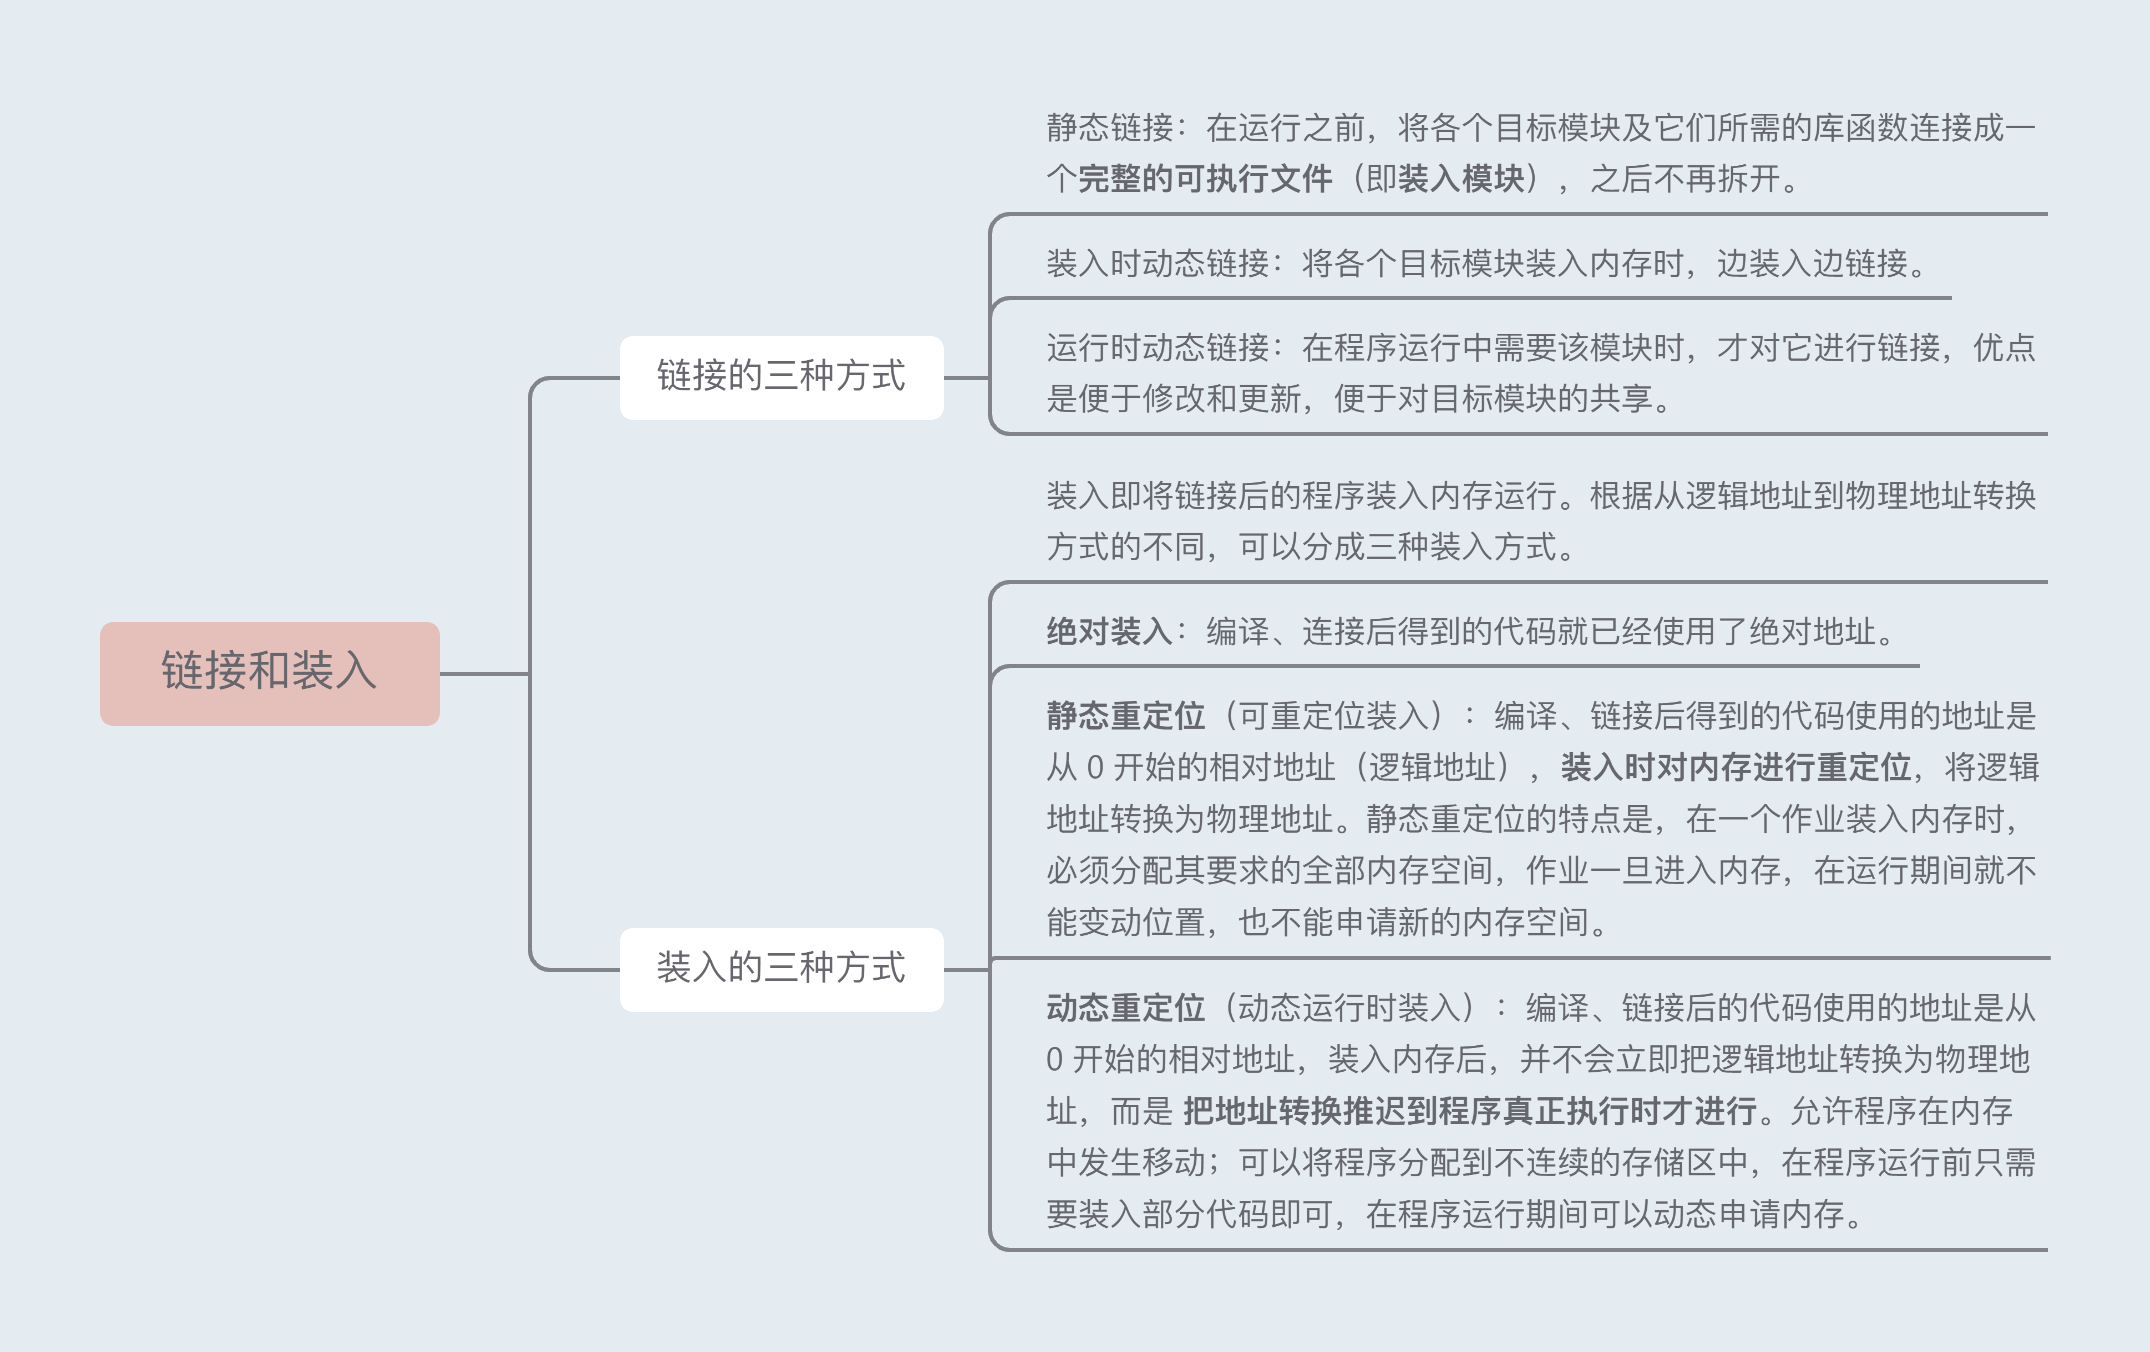 链接和装入
链接的三种方式
静态链接：在运行之前，将各个目标模块及它们所需的库函数连接成一
个完整的可执行文件（即装入模块），之后不再拆开。
装入时动态链接：将各个目标模块装入内存时，边装入边链接。
运行时动态链接：在程序运行中需要该模块时，才对它进行链接，优点
是便于修改和更新，便于对目标模块的共享。
装入的三种方式
装入即将链接后的程序装入内存运行。根据从逻辑地址到物理地址转换
方式的不同，可以分成三种装入方式。
绝对装入：编译、连接后得到的代码就已经使用了绝对地址。
静态重定位（可重定位装入）：编译、链接后得到的代码使用的地址是
从 0 开始的相对地址（逻辑地址），装入时对内存进行重定位，将逻辑
地址转换为物理地址。静态重定位的特点是，在一个作业装入内存时，
必须分配其要求的全部内存空间，作业一旦进入内存，在运行期间就不
能变动位置，也不能申请新的内存空间。
动态重定位（动态运行时装入）：编译、链接后的代码使用的地址是从
0 开始的相对地址，装入内存后，并不会立即把逻辑地址转换为物理地
址，而是 把地址转换推迟到程序真正执行时才进行。允许程序在内存
中发生移动；可以将程序分配到不连续的存储区中，在程序运行前只需
要装入部分代码即可，在程序运行期间可以动态申请内存。